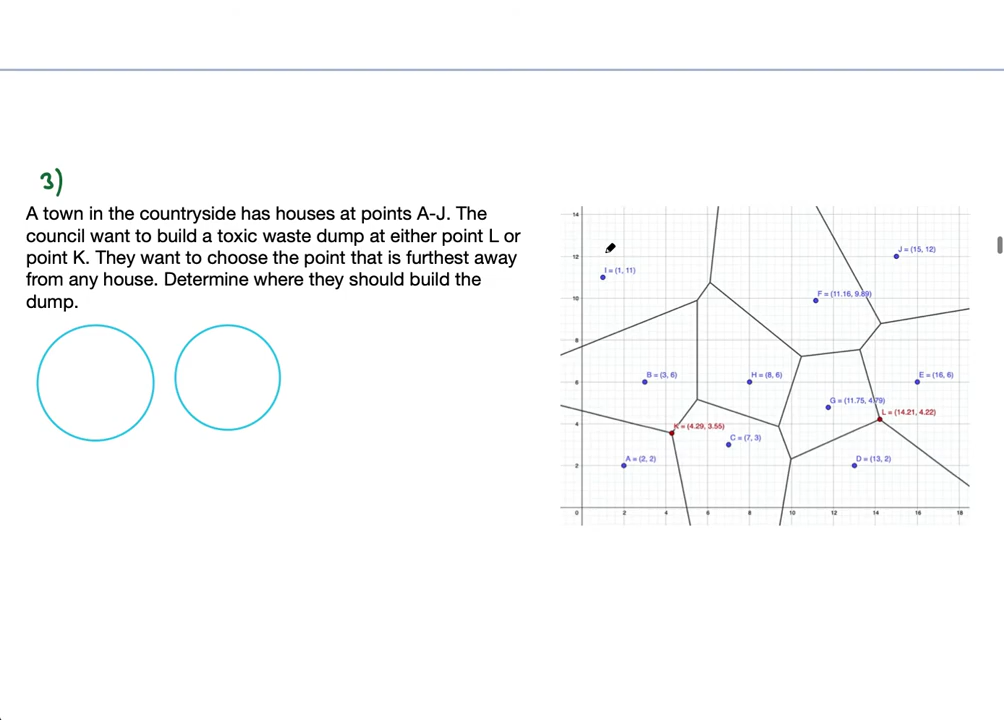 3)
A town in the countryside has houses at points A-J. The
council want to build a toxic waste dump at either point L or
point K. They want to choose the point that is furthest away
from any house. Determine where they should build the
dump.
14
12
10
8
6
4
2
0
2
4
6
8
10
12
14
16
18
J = (15, 12)
I = (1, 11)
F = (11.16, 9.89)
B = (3, 6)
H = (8, 6)
E = (16, 6)
G = (11.75, 4.79)
L = (14.21, 4.22)
K = (4.29, 3.55)
C = (7, 3)
A = (2, 2)
D = (13, 2)